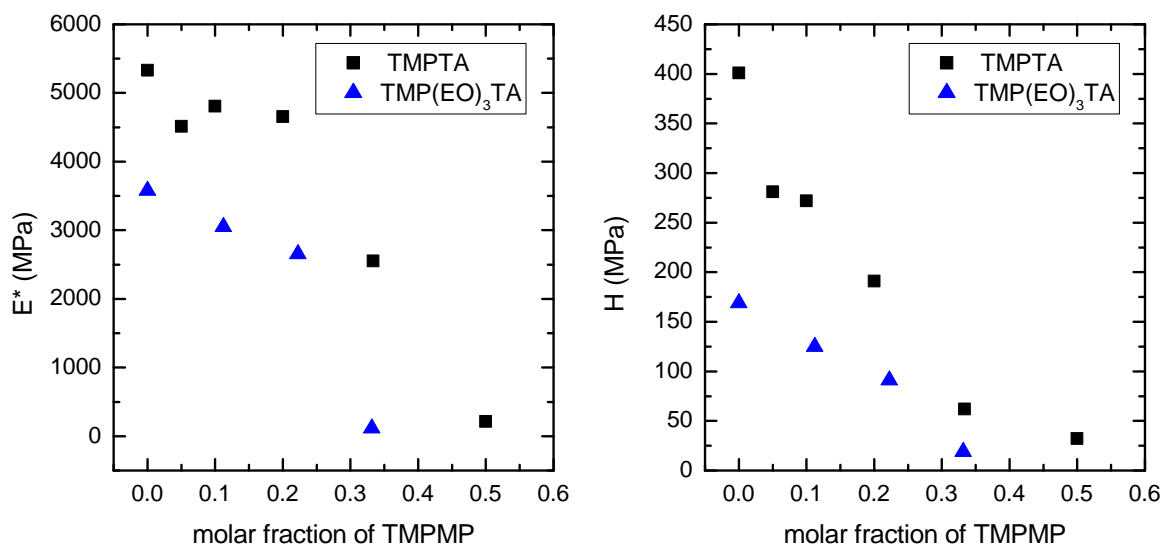 6000
5000
4000
3000
2000
1000
0
E* (MPa)
TMPTA
TMP(EO)₃TA
0.0 0.1 0.2 0.3 0.4 0.5 0.6
molar fraction of TMPMP
450
400
350
300
250
200
150
100
50
0
H (MPa)
TMPTA
TMP(EO)₃TA
0.0 0.1 0.2 0.3 0.4 0.5 0.6
molar fraction of TMPMP